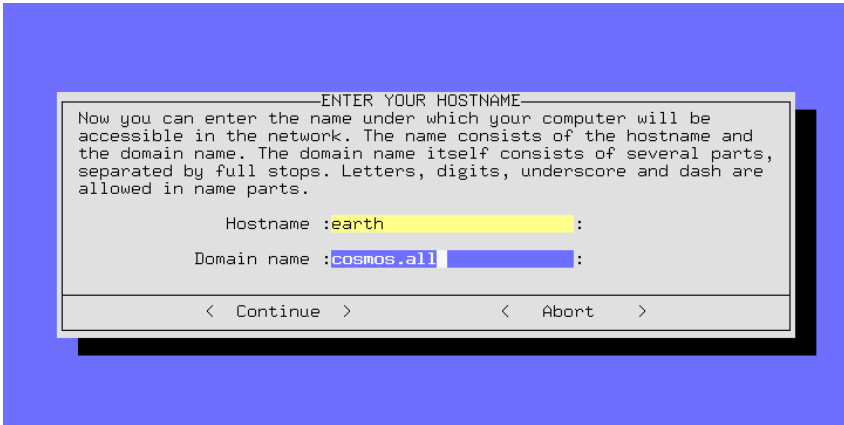 ENTER YOUR HOSTNAME
Now you can enter the name under which your computer will be
accessible in the network. The name consists of the hostname and
the domain name. The domain name itself consists of several parts,
separated by full stops. Letters, digits, underscore and dash are
allowed in name parts.
Hostname :earth :
Domain name :cosmos.all :
< Continue > < Abort >